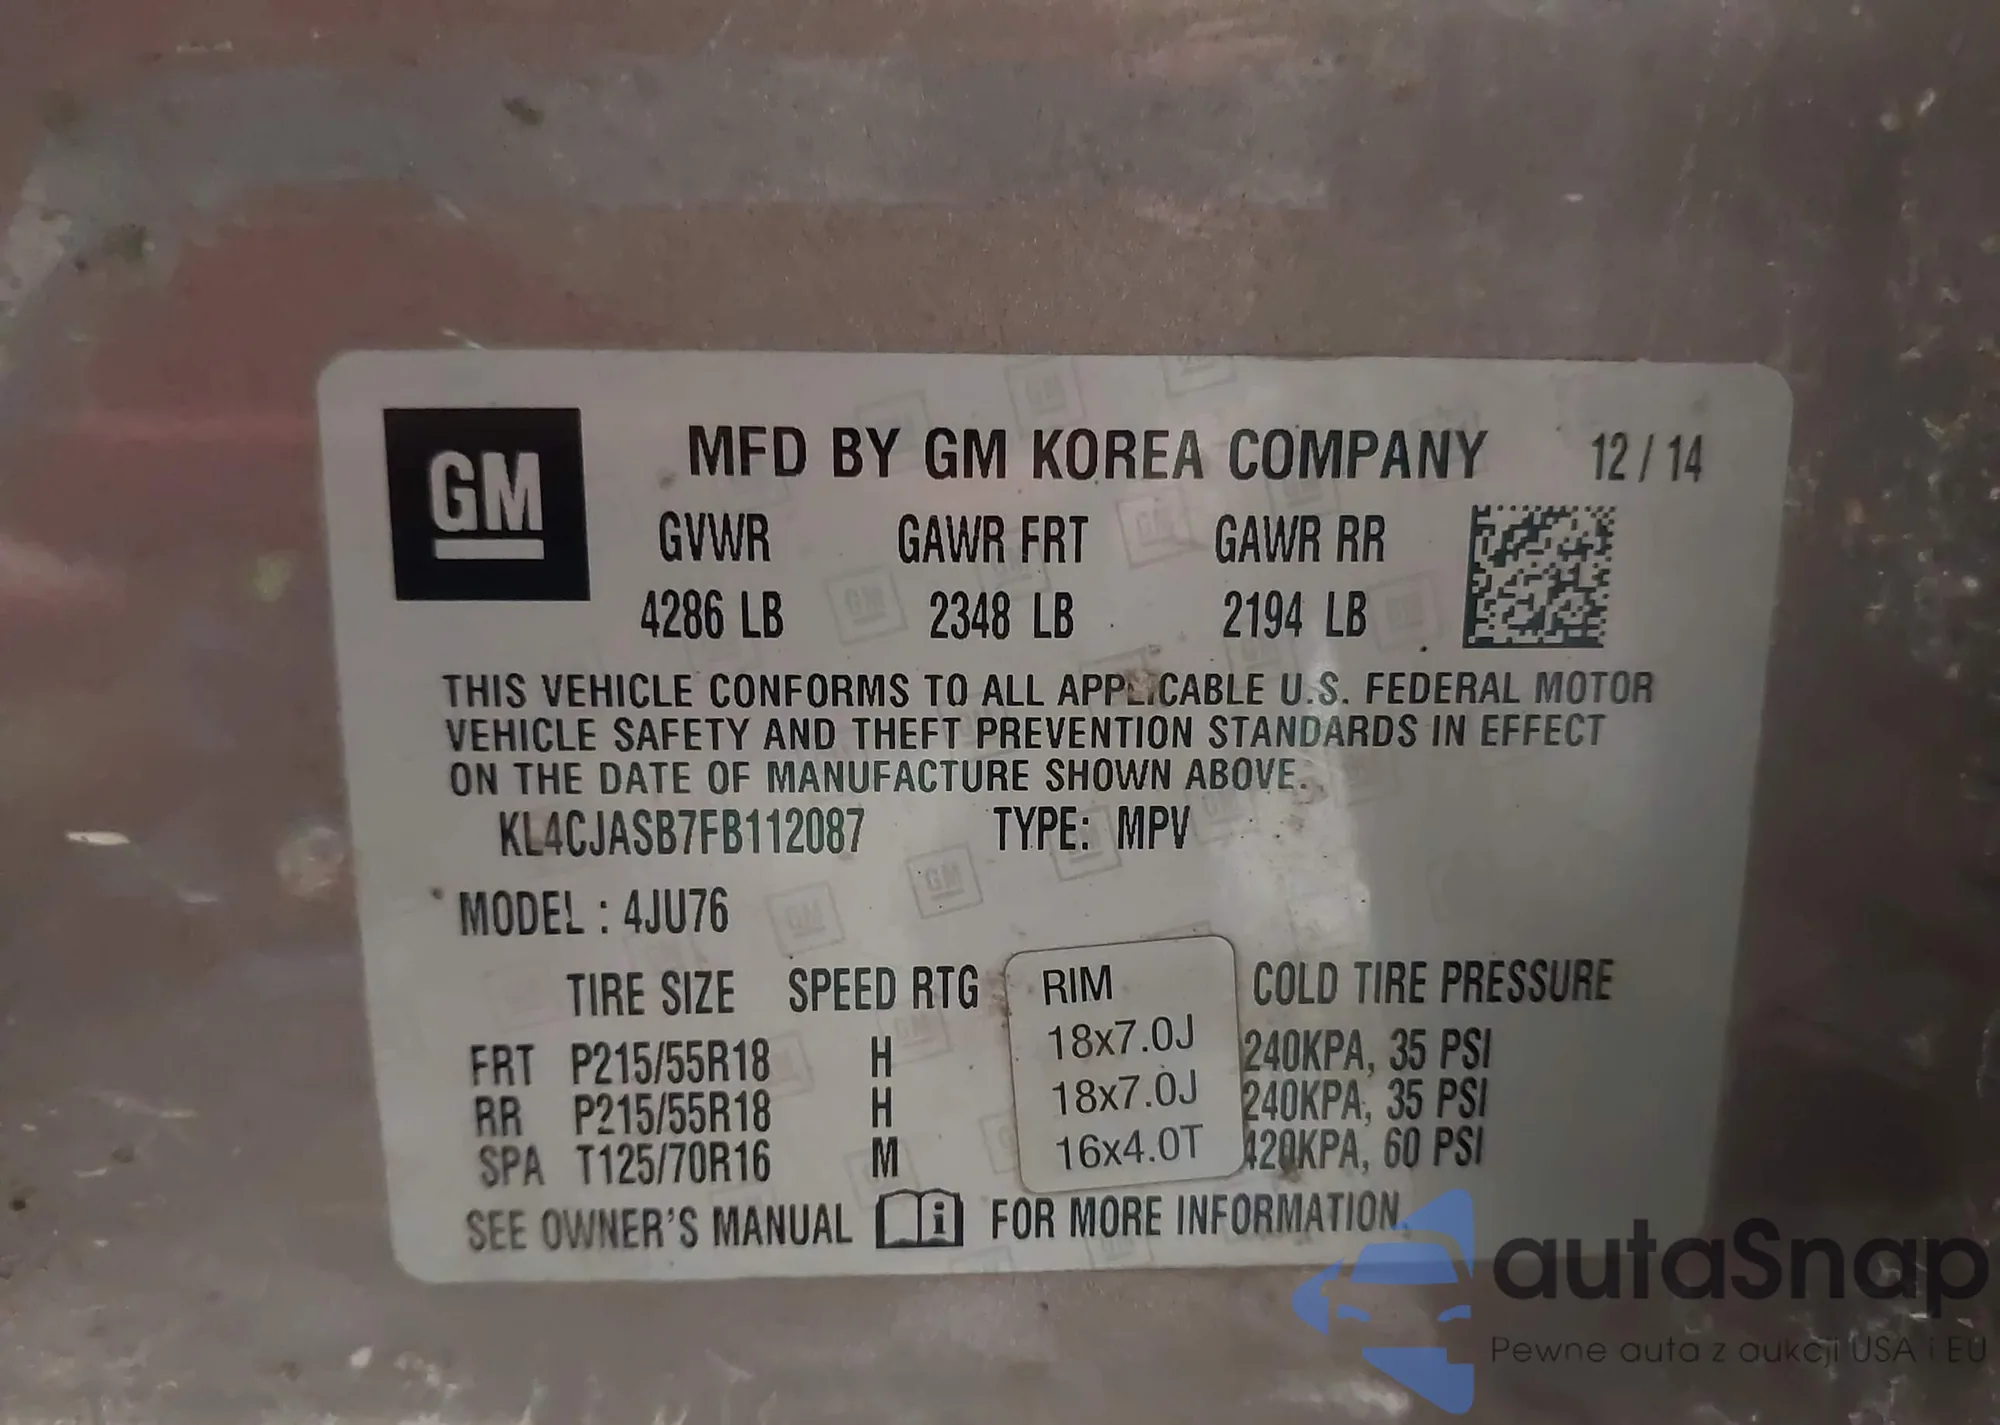 GM
MFD BY GM KOREA COMPANY 12/14
GVWR GAWR FRT GAWR RR
4286 LB 2348 LB 2194 LB
THIS VEHICLE CONFORMS TO ALL APPLICABLE U.S. FEDERAL MOTOR
VEHICLE SAFETY AND THEFT PREVENTION STANDARDS IN EFFECT
ON THE DATE OF MANUFACTURE SHOWN ABOVE.
KL4CJASB7FB112087 TYPE: MPV
MODEL : 4JU76
TIRE SIZE SPEED RTG RIM COLD TIRE PRESSURE
FRT P215/55R18 H 18x7.0J 240KPA, 35 PSI
RR P215/55R18 H 18x7.0J 240KPA, 35 PSI
SPA T125/70R16 M 16x4.0T 420KPA, 60 PSI
SEE OWNER'S MANUAL i FOR MORE INFORMATION.
autaSnap
Pewne auta z aukcji USA i EU